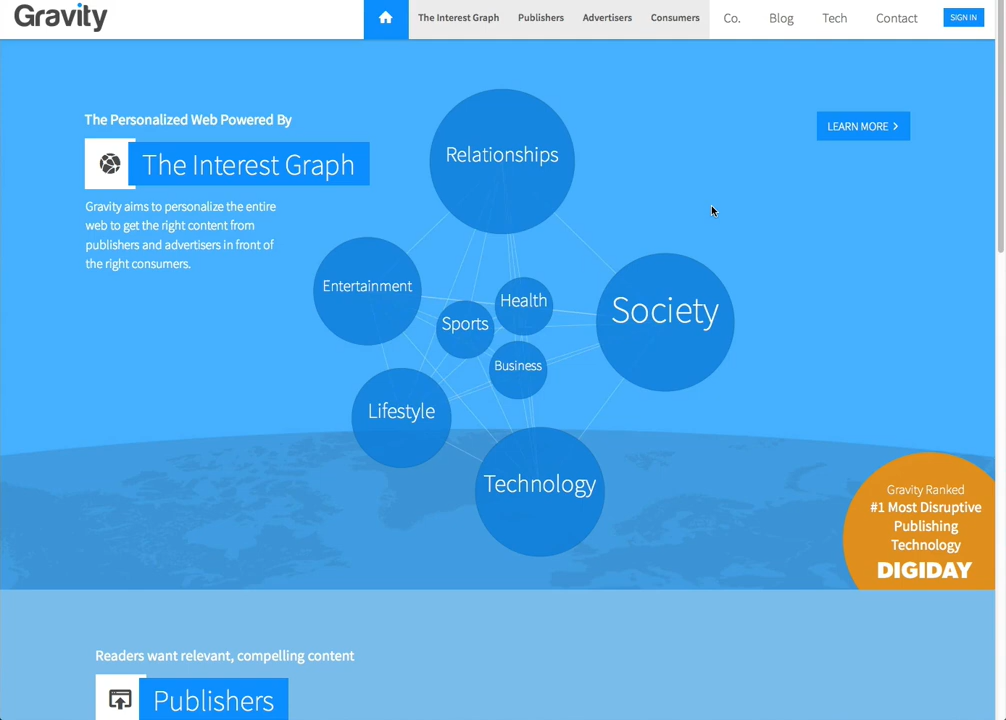 Gravity
The Interest Graph
Publishers
Advertisers
Consumers
Co.
Blog
Tech
Contact
SIGN IN
The Personalized Web Powered By
The Interest Graph
Gravity aims to personalize the entire
web to get the right content from
publishers and advertisers in front of
the right consumers.
LEARN MORE
Relationships
Entertainment
Health
Sports
Society
Business
Lifestyle
Technology
Gravity Ranked
#1 Most Disruptive
Publishing
Technology
DIGIDAY
Readers want relevant, compelling content
Publishers